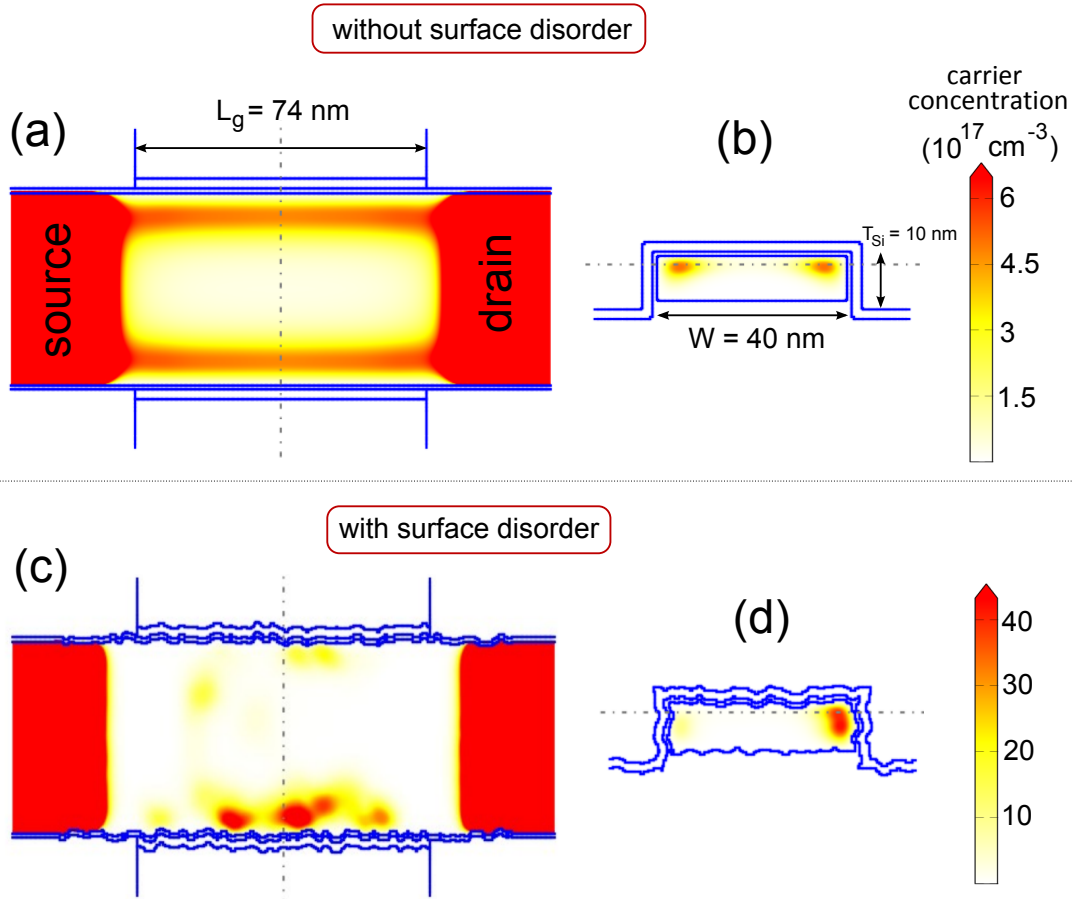 without surface disorder
(a)
L_g = 74 nm
source
drain
(b)
T_Si = 10 nm
W = 40 nm
carrier
concentration
(10^17 cm^-3)
6
4.5
3
1.5
with surface disorder
(c)
(d)
40
30
20
10